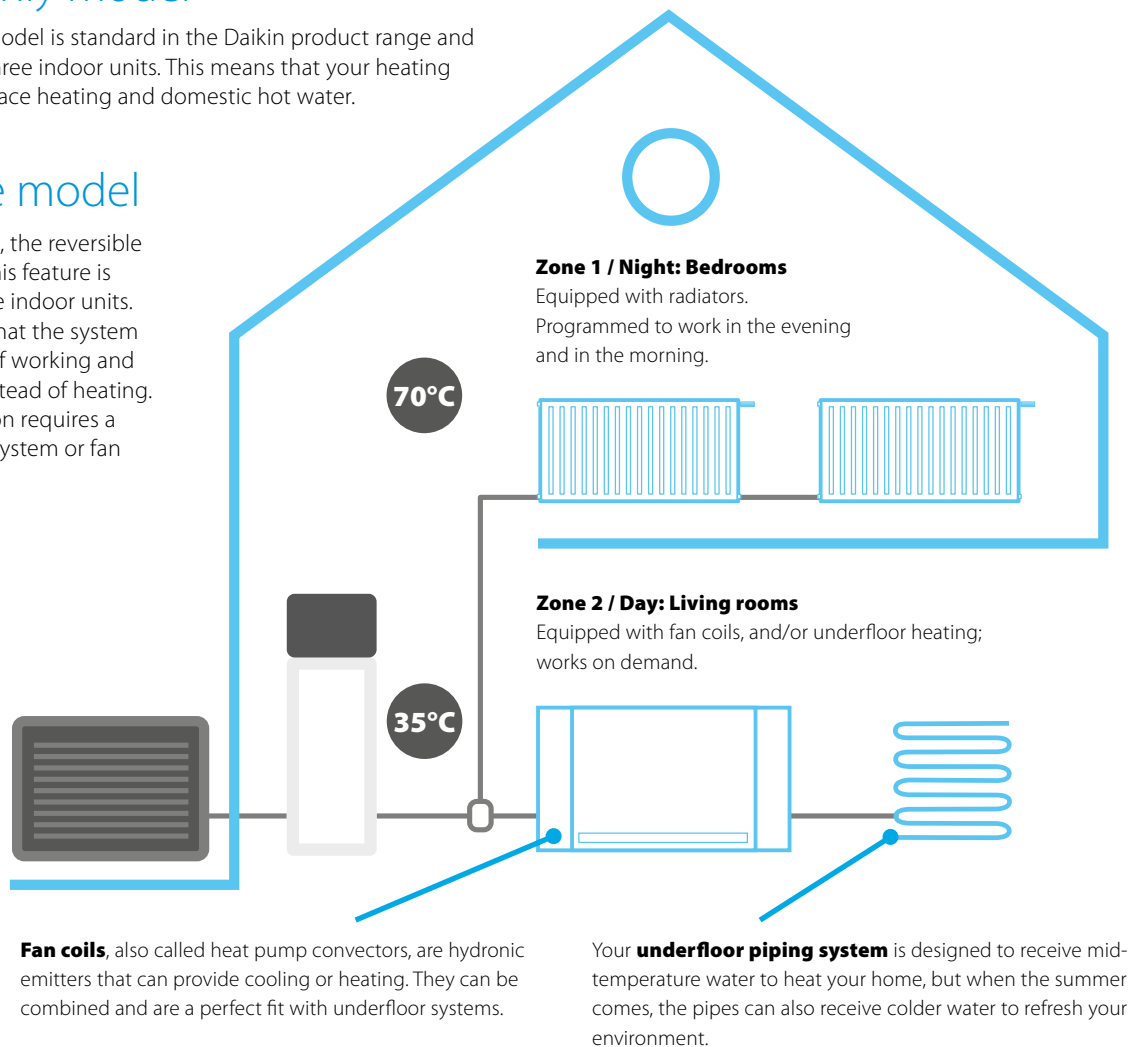 model
odel is standard in the Daikin product range and
ree indoor units. This means that your heating
ace heating and domestic hot water.
e model
, the reversible
his feature is
e indoor units.
hat the system
f working and
tead of heating.
on requires a
ystem or fan
Zone 1 / Night: Bedrooms
Equipped with radiators.
Programmed to work in the evening
and in the morning.
70°C
Zone 2 / Day: Living rooms
Equipped with fan coils, and/or underfloor heating;
works on demand.
35°C
Fan coils, also called heat pump convectors, are hydronic
emitters that can provide cooling or heating. They can be
combined and are a perfect fit with underfloor systems.
Your underfloor piping system is designed to receive mid-
temperature water to heat your home, but when the summer
comes, the pipes can also receive colder water to refresh your
environment.